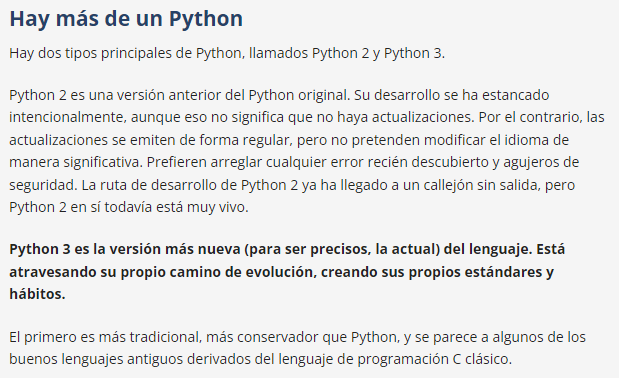 Hay más de un Python
Hay dos tipos principales de Python, llamados Python 2 y Python 3.
Python 2 es una versión anterior del Python original. Su desarrollo se ha estancado
intencionalmente, aunque eso no significa que no haya actualizaciones. Por el contrario, las
actualizaciones se emiten de forma regular, pero no pretenden modificar el idioma de
manera significativa. Prefieren arreglar cualquier error recién descubierto y agujeros de
seguridad. La ruta de desarrollo de Python 2 ya ha llegado a un callejón sin salida, pero
Python 2 en sí todavía está muy vivo.
Python 3 es la versión más nueva (para ser precisos, la actual) del lenguaje. Está
atravesando su propio camino de evolución, creando sus propios estándares y
hábitos.
El primero es más tradicional, más conservador que Python, y se parece a algunos de los
buenos lenguajes antiguos derivados del lenguaje de programación C clásico.